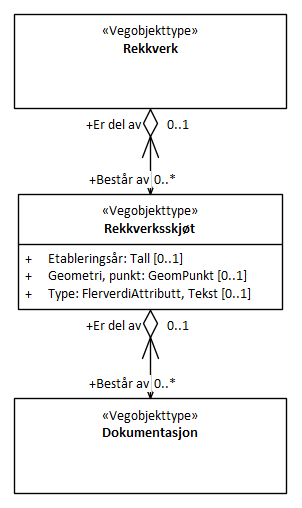 «Vegobjekttype»
Rekkverk
+Er del av 0..1
+Består av 0..*
«Vegobjekttype»
Rekkverksskjøt
+ Etableringsår: Tall [0..1]
+ Geometri, punkt: GeomPunkt [0..1]
+ Type: FlerverdiAttributt, Tekst [0..1]
+Er del av 0..1
+Består av 0..*
«Vegobjekttype»
Dokumentasjon